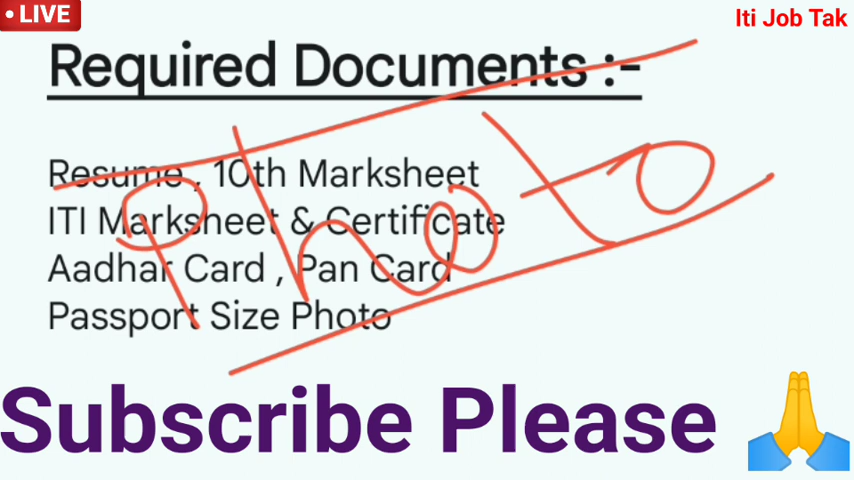 • LIVE
Iti Job Tak
Required Documents :-
Resume , 10th Marksheet
ITI Marksheet & Certificate
Aadhar Card , Pan Card
Passport Size Photo
Photo
Subscribe Please 🙏